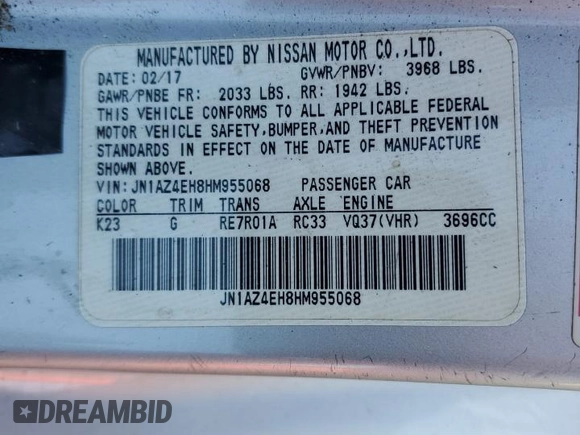 MANUFACTURED BY NISSAN MOTOR CO.,LTD.
DATE: 02/17 GVWR/PNBV: 3968 LBS.
GAWR/PNBE FR: 2033 LBS. RR: 1942 LBS.
THIS VEHICLE CONFORMS TO ALL APPLICABLE FEDERAL
MOTOR VEHICLE SAFETY,BUMPER,AND THEFT PREVENTION
STANDARDS IN EFFECT ON THE DATE OF MANUFACTURE
SHOWN ABOVE.
VIN:JN1AZ4EH8HM955068 PASSENGER CAR
COLOR TRIM TRANS AXLE ENGINE
K23 G RE7R01A RC33 VQ37(VHR) 3696CC
JN1AZ4EH8HM955068
DREAMBID